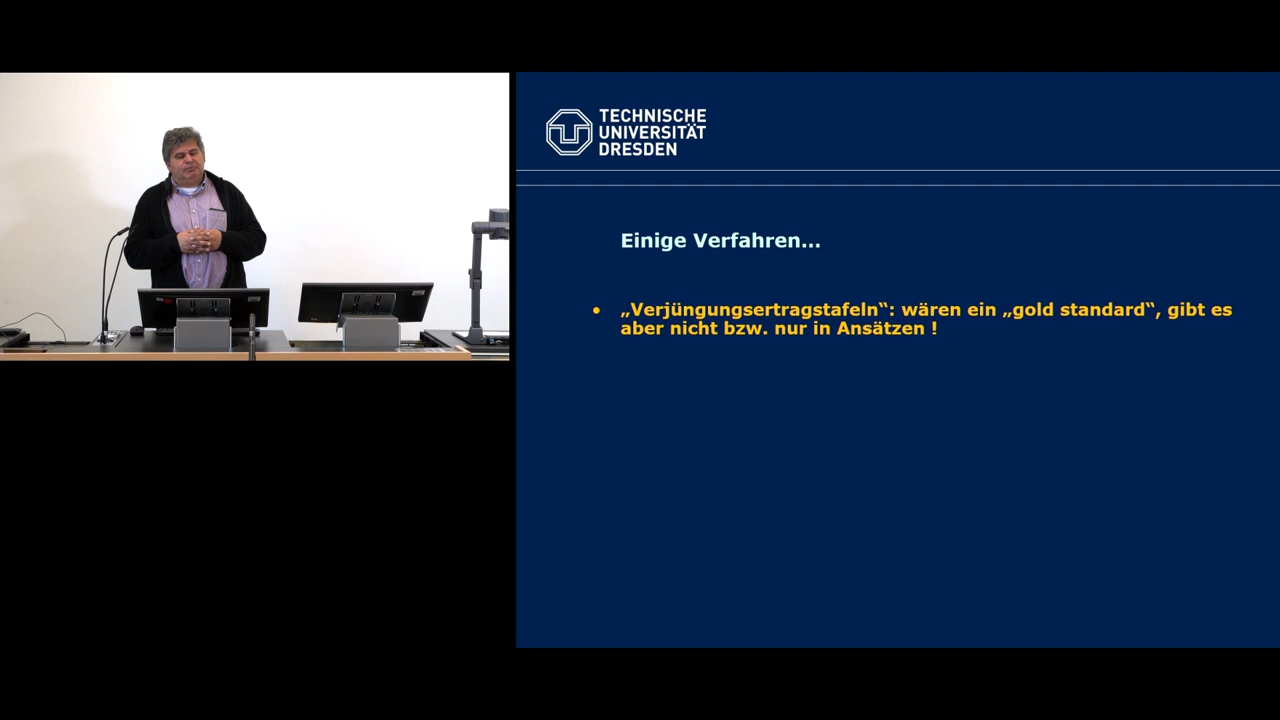 TECHNISCHE
UNIVERSITÄT
DRESDEN
Einige Verfahren...
• „Verjüngungsertragstafeln“: wären ein „gold standard“, gibt es
aber nicht bzw. nur in Ansätzen !